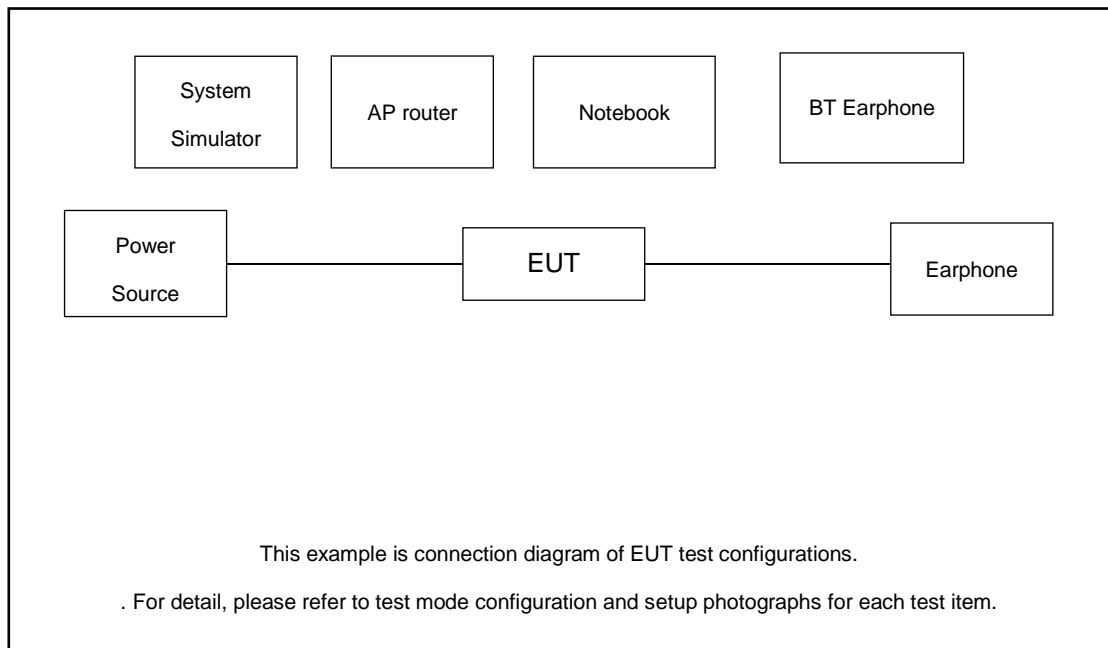 System
Simulator
AP router
Notebook
BT Earphone
Power
Source
EUT
Earphone
This example is connection diagram of EUT test configurations.
. For detail, please refer to test mode configuration and setup photographs for each test item.